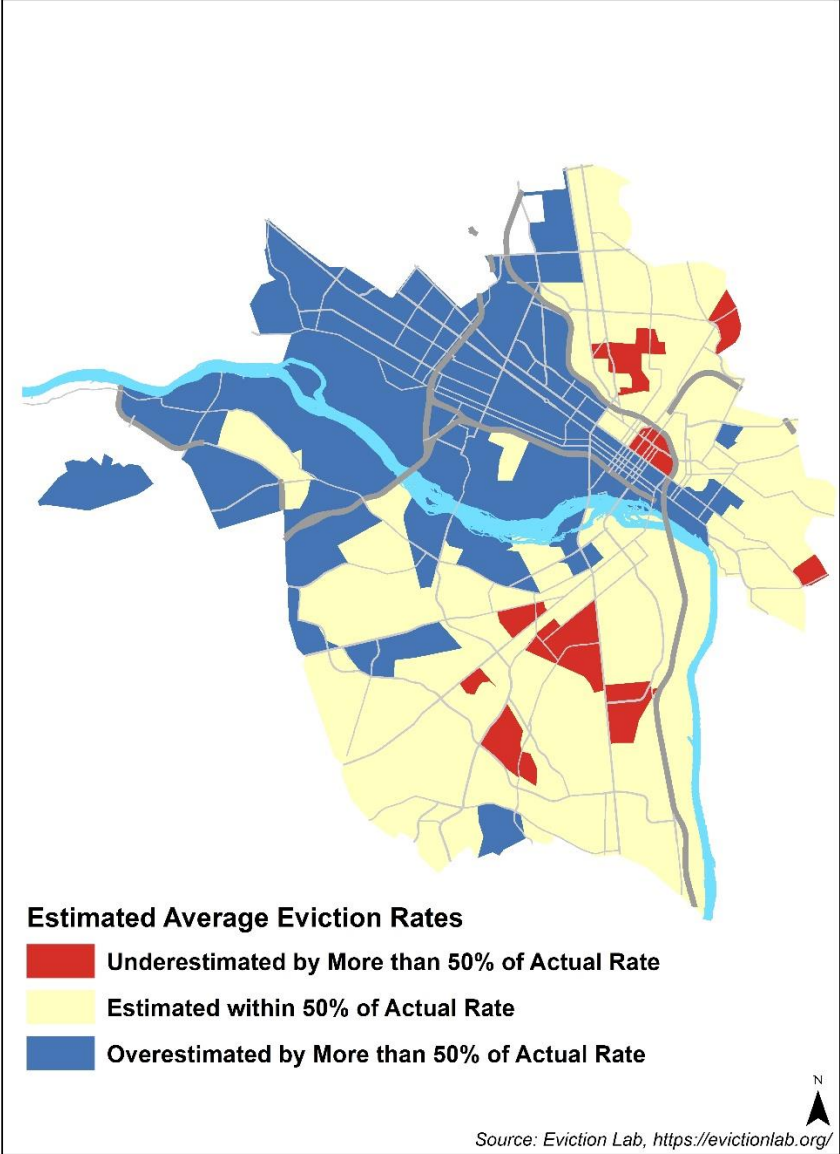 Estimated Average Eviction Rates
Underestimated by More than 50% of Actual Rate
Estimated within 50% of Actual Rate
Overestimated by More than 50% of Actual Rate
N
Source: Eviction Lab, https://evictionlab.org/